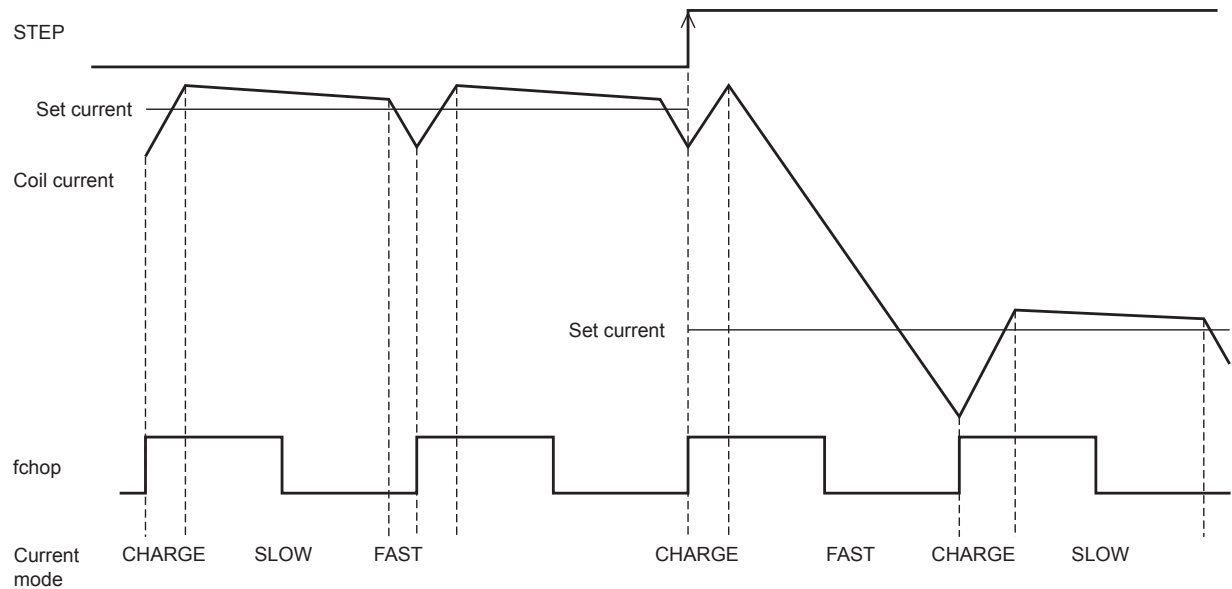 STEP
Set current
Coil current
Set current
fchop
Current mode
CHARGE SLOW FAST CHARGE FAST CHARGE SLOW